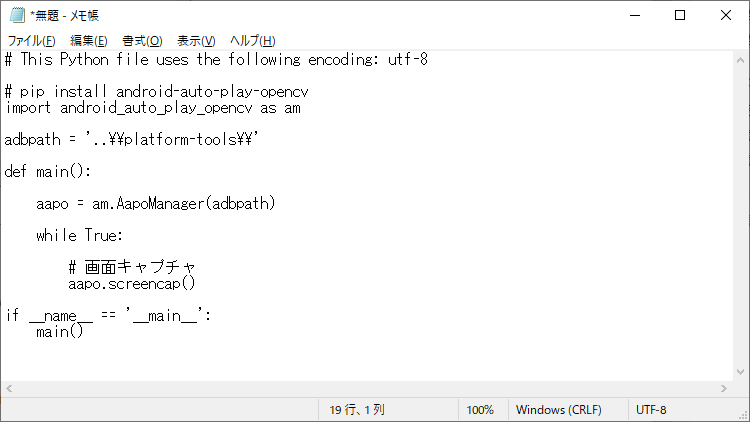 *無題 - メモ帳
ファイル(F) 編集(E) 書式(O) 表示(V) ヘルプ(H)
# This Python file uses the following encoding: utf-8
# pip install android-auto-play-opencv
import android_auto_play_opencv as am
adbpath = '..¥¥platform-tools¥¥'
def main():
    aapo = am.AapoManager(adbpath)
    while True:
        # 画面キャプチャ
        aapo.screencap()
if __name__ == '__main__':
    main()
19 行、1 列 100% Windows (CRLF) UTF-8